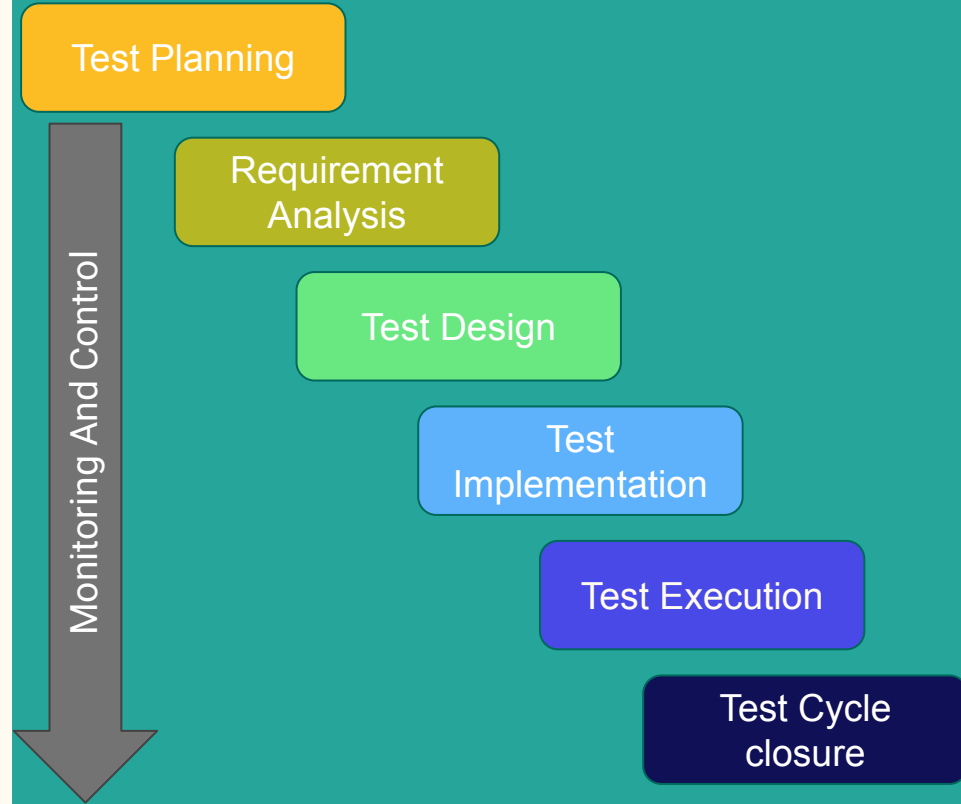 Test Planning
Requirement
Analysis
Test Design
Test
Implementation
Test Execution
Test Cycle
closure
Monitoring And Control